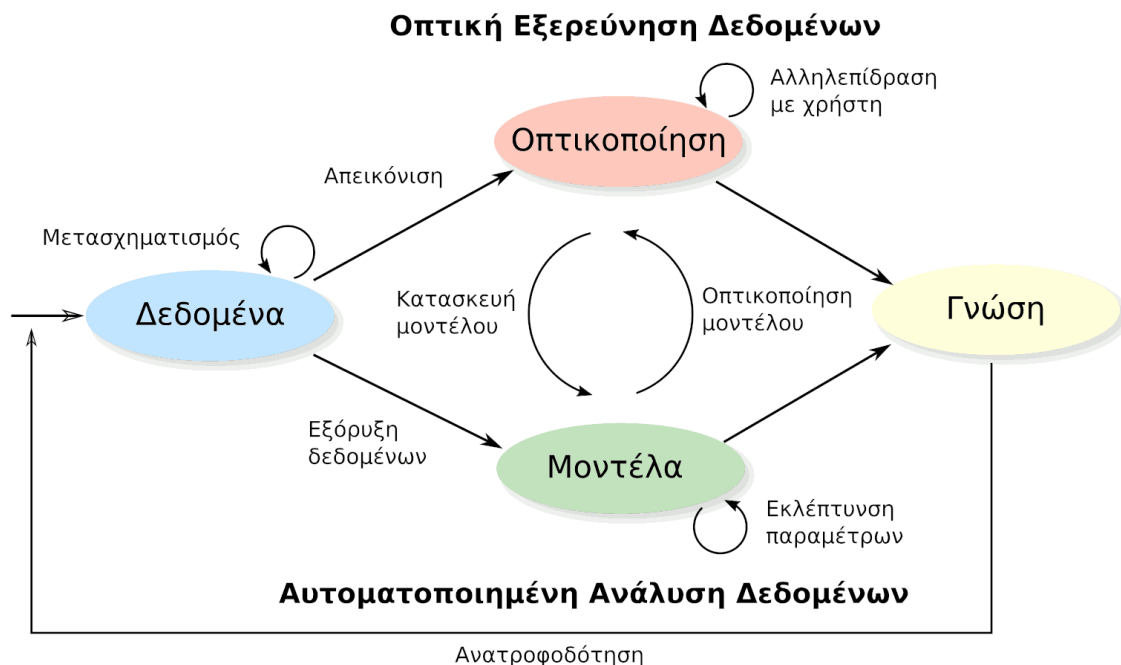 Οπτική Εξερεύνηση Δεδομένων
Αλληλεπίδραση
με χρήστη
Οπτικοποίηση
Απεικόνιση
Μετασχηματισμός
Δεδομένα
Κατασκευή
μοντέλου
Οπτικοποίηση
μοντέλου
Γνώση
Εξόρυξη
δεδομένων
Μοντέλα
Εκλέπτυνση
παραμέτρων
Αυτοματοποιημένη Ανάλυση Δεδομένων
Ανατροφοδότηση